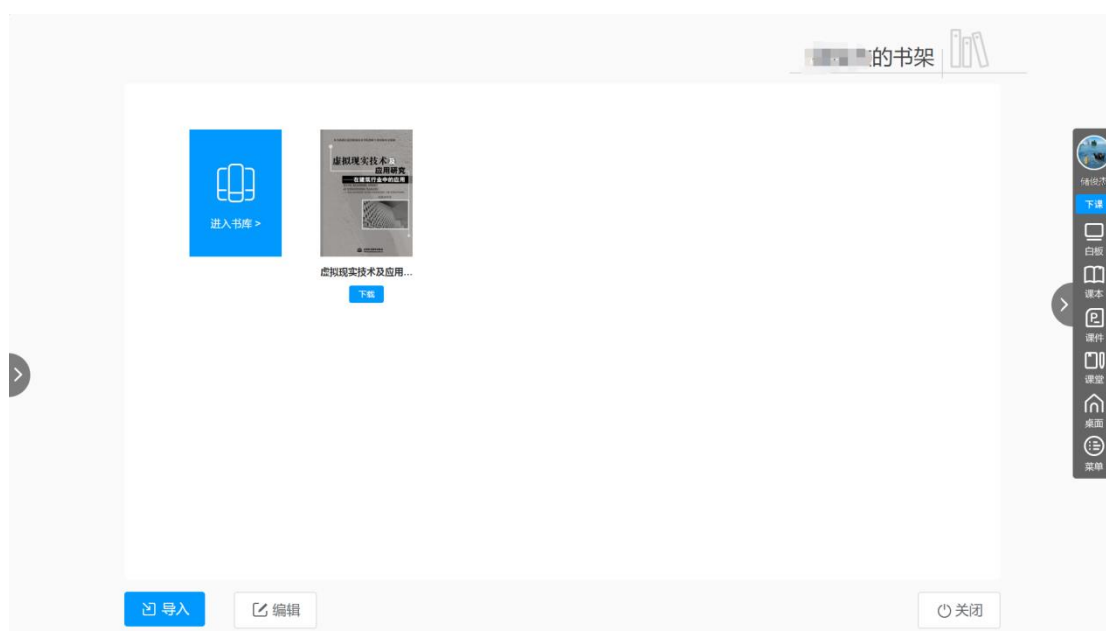 的书架
进入书库 >
虚拟现实技术及
应用研究
——在建筑行业中的应用
虚拟现实技术及应用...
下载
下课
白板
课本
课件
课堂
桌面
菜单
导入
编辑
关闭